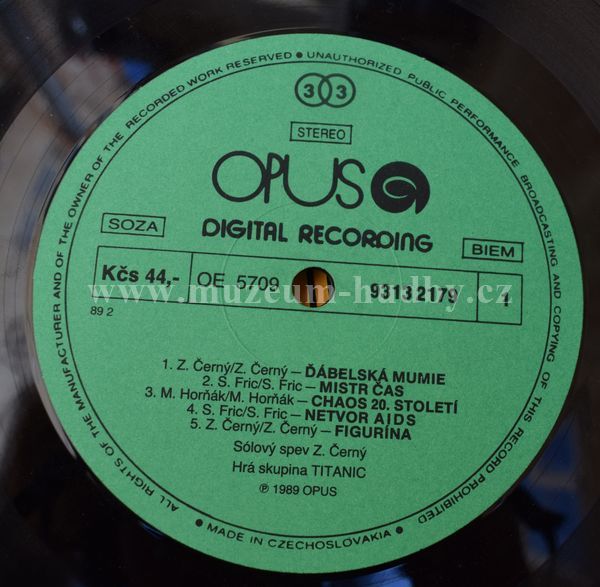 ALL RIGHTS OF THE MANUFACTURER AND OF THE OWNER OF THE RECORDED WORK RESERVED ● UNAUTHORIZED PUBLIC PERFORMANCE BROADCASTING AND COPYING OF THIS RECORD PROHIBITED
33
STEREO
OPUS
DIGITAL RECORDING
SOZA
BIEM
Kčs 44,- OE 5709 9313 2179 1
www.muzeum-hudby.cz
89 2
1. Z. Černý/Z. Černý — ĎÁBELSKÁ MUMIE
2. S. Fric/S. Fric — MISTR ČAS
3. M. Horňák/M. Horňák — CHAOS 20. STOLETÍ
4. S. Fric/S. Fric — NETVOR AIDS
5. Z. Černý/Z. Černý — FIGURÍNA
Sólový spev Z. Černý
Hrá skupina TITANIC
℗ 1989 OPUS
● MADE IN CZECHOSLOVAKIA ●